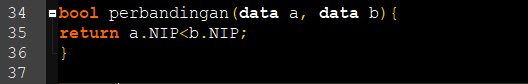 34 bool perbandingan(data a, data b){
35 return a.NIP<b.NIP;
36 }
37